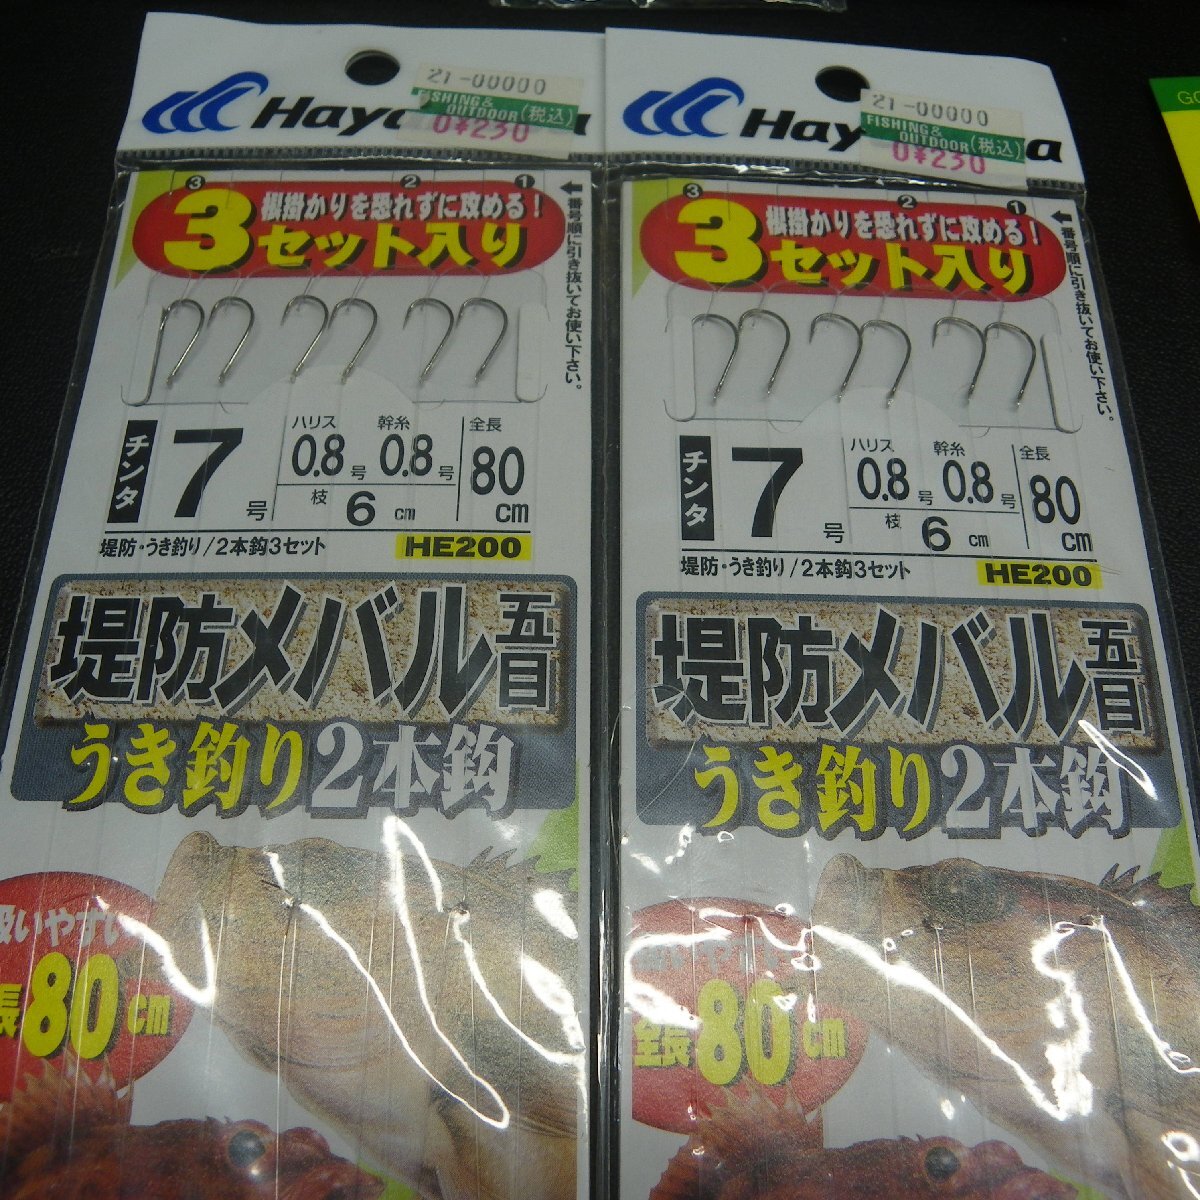 21-00000
FISHING &
OUTDOOR(税込)
0¥230
③ ② ①
根掛かりを恐れずに攻める!
3セット入り
←番号順に引き抜いてお使い下さい。
チンタ
7号
ハリス
0.8号
幹糸
0.8号
枝
6cm
全長
80cm
堤防・うき釣り/2本鈎3セット
HE200
堤防メバル五目
うき釣り2本鈎
80cm
21-00000
FISHING &
OUTDOOR(税込)
0¥230
③ ② ①
根掛かりを恐れずに攻める!
3セット入り
←番号順に引き抜いてお使い下さい。
チンタ
7号
ハリス
0.8号
幹糸
0.8号
枝
6cm
全長
80cm
堤防・うき釣り/2本鈎3セット
HE200
堤防メバル五目
うき釣り2本鈎
全長80cm